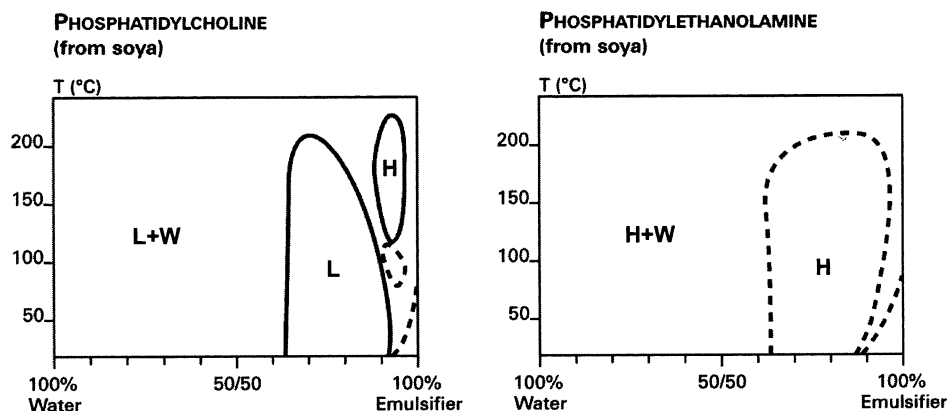 PHOSPHATIDYLCHOLINE
(from soya)
T (°C)
200
150
100
50
L+W
L
H
100%
Water
50/50
100%
Emulsifier
PHOSPHATIDYLETHANOLAMINE
(from soya)
T (°C)
200
150
100
50
H+W
H
100%
Water
50/50
100%
Emulsifier